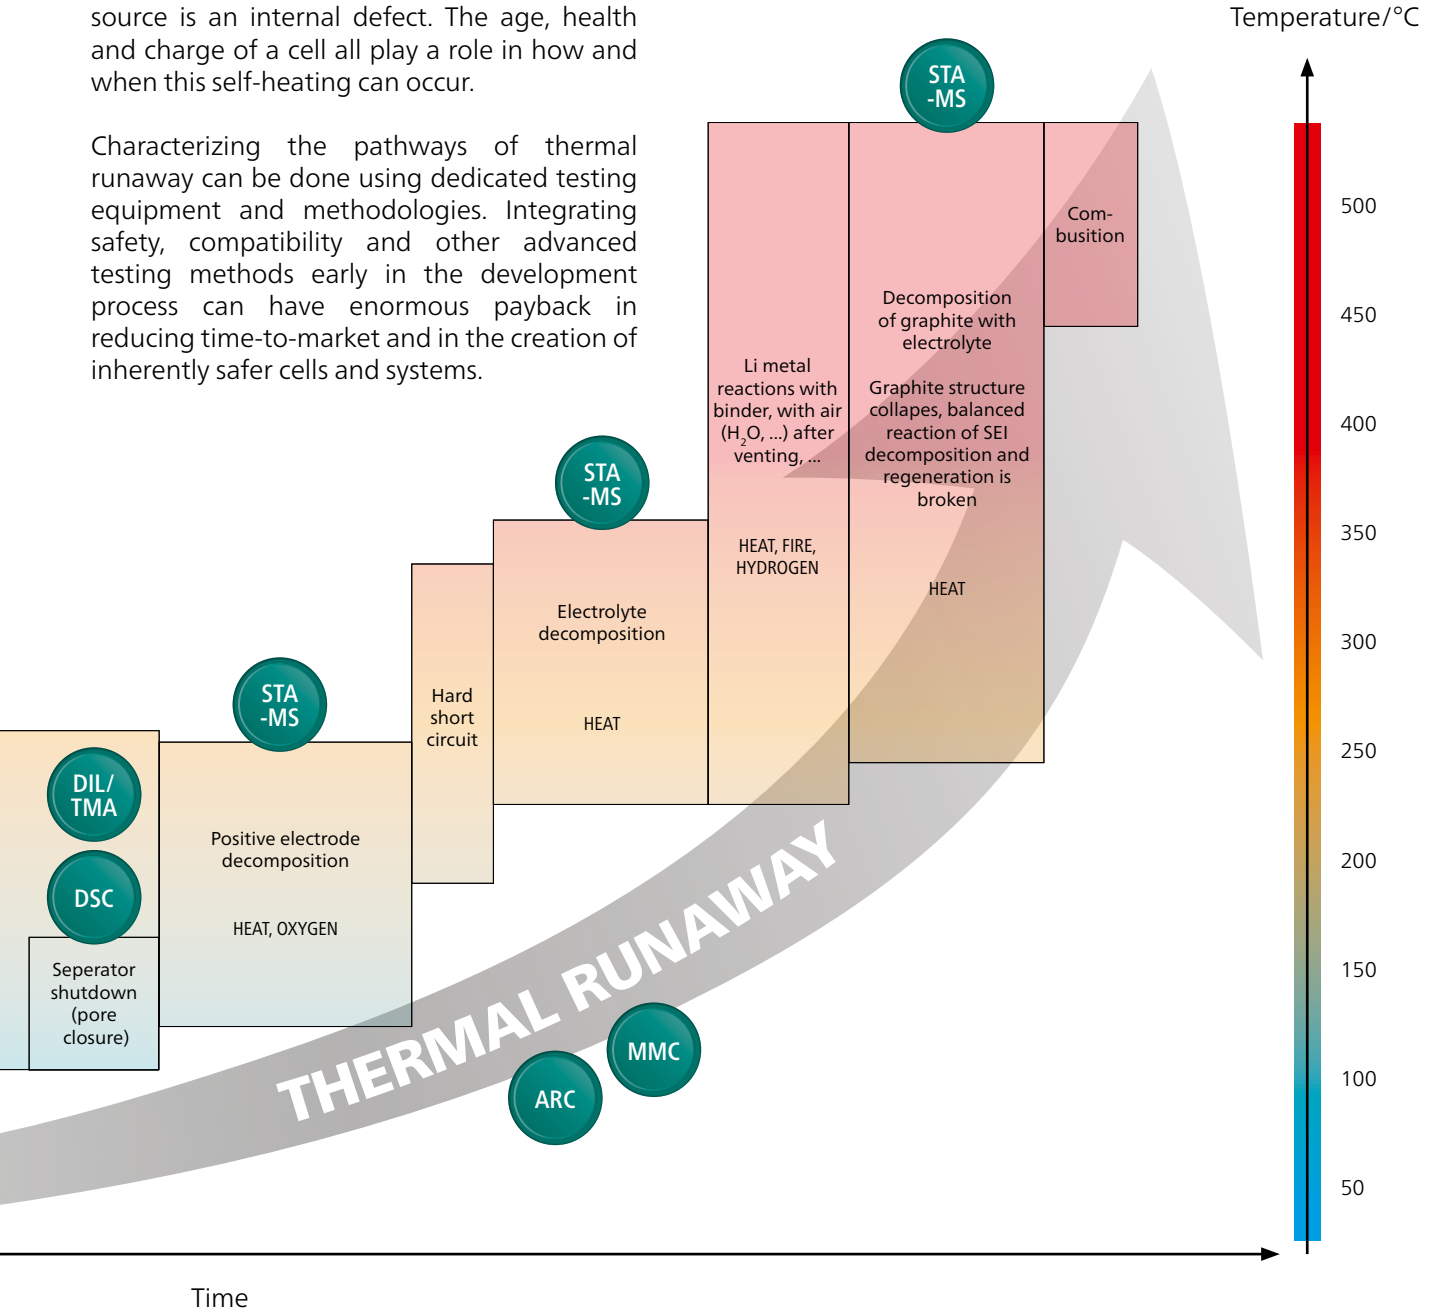 source is an internal defect. The age, health
and charge of a cell all play a role in how and
when this self-heating can occur.
Characterizing the pathways of thermal
runaway can be done using dedicated testing
equipment and methodologies. Integrating
safety, compatibility and other advanced
testing methods early in the development
process can have enormous payback in
reducing time-to-market and in the creation of
inherently safer cells and systems.
DIL/
TMA
DSC
Seperator
shutdown
(pore
closure)
STA
-MS
Positive electrode
decomposition
HEAT, OXYGEN
Hard
short
circuit
STA
-MS
Electrolyte
decomposition
HEAT
Li metal
reactions with
binder, with air
(H2O, ...) after
venting, ...
HEAT, FIRE,
HYDROGEN
STA
-MS
Decomposition
of graphite with
electrolyte
Graphite structure
collapes, balanced
reaction of SEI
decomposition and
regeneration is
broken
HEAT
Com-
busition
THERMAL RUNAWAY
ARC
MMC
Temperature/°C
500
450
400
350
300
250
200
150
100
50
Time